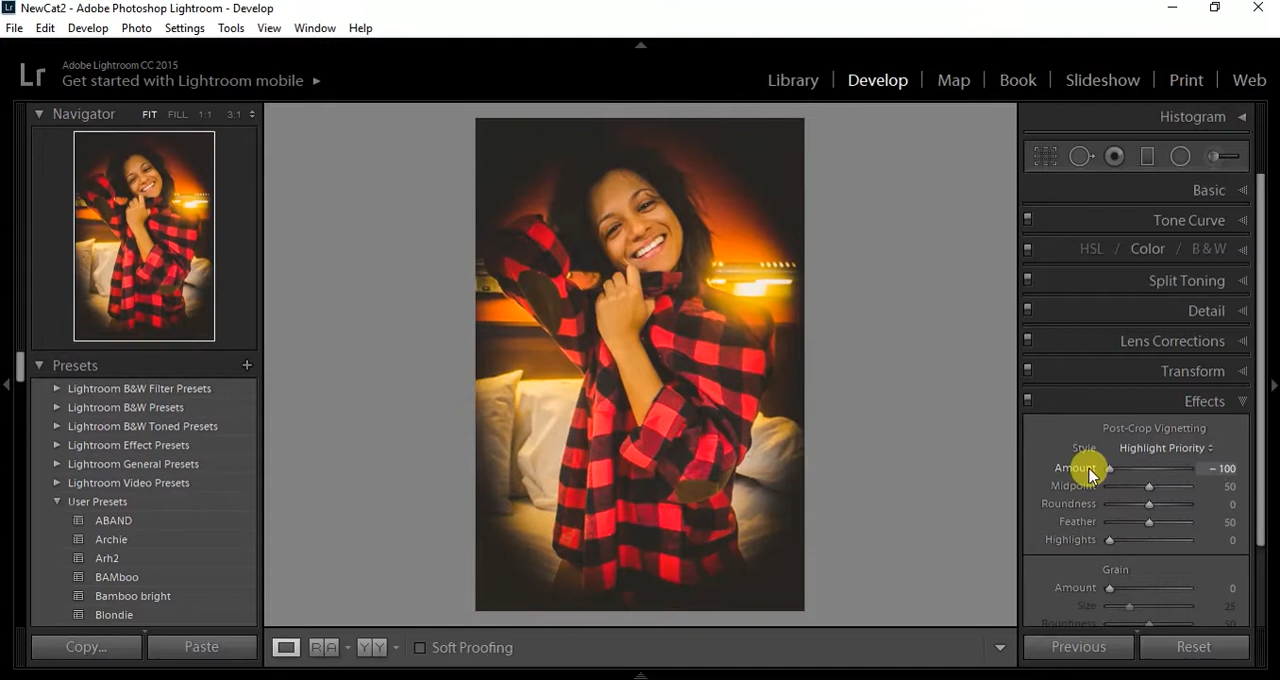 NewCat2 - Adobe Photoshop Lightroom - Develop
File Edit Develop Photo Settings Tools View Window Help
Lr
Adobe Lightroom CC 2015
Get started with Lightroom mobile
Library Develop Map Book Slideshow Print Web
Navigator FIT FILL 1:1 3:1
Presets
Lightroom B&W Filter Presets
Lightroom B&W Presets
Lightroom B&W Toned Presets
Lightroom Effect Presets
Lightroom General Presets
Lightroom Video Presets
User Presets
ABAND
Archie
Arh2
BAMboo
Bamboo bright
Blondie
Copy... Paste
Soft Proofing
Histogram
Basic
Tone Curve
HSL / Color / B & W
Split Toning
Detail
Lens Corrections
Transform
Effects
Post-Crop Vignetting
Style Highlight Priority
Amount - 100
Midpoint 50
Roundness 0
Feather 50
Highlights 0
Grain
Amount 0
Size 25
Roughness 50
Previous Reset